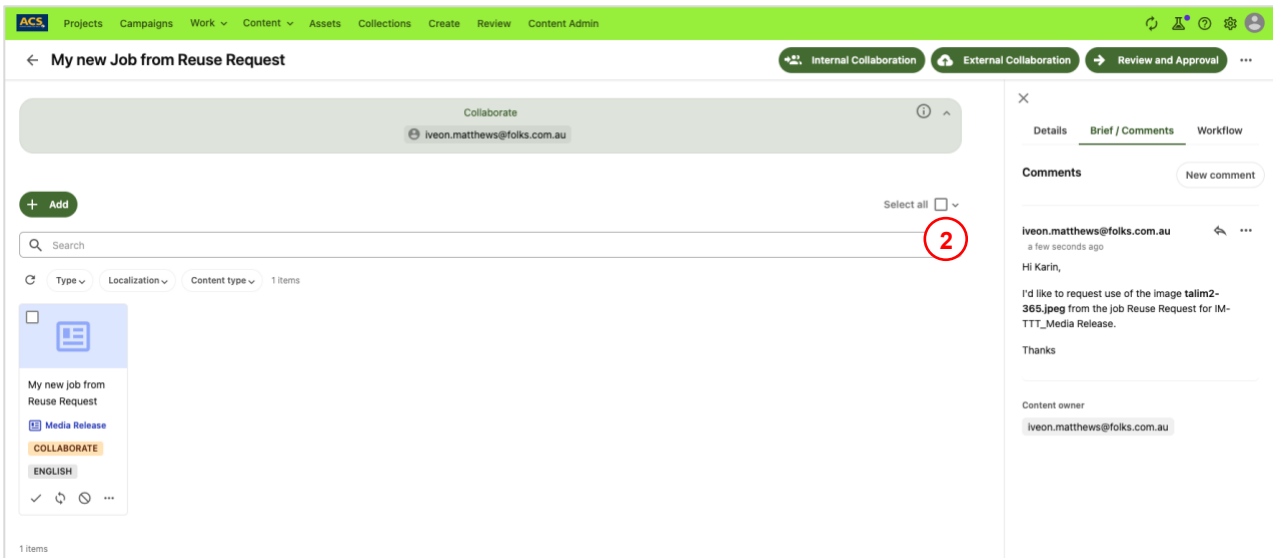 ACS Projects Campaigns Work Content Assets Collections Create Review Content Admin
My new Job from Reuse Request
Internal Collaboration External Collaboration Review and Approval
Collaborate
iveon.matthews@folks.com.au
Add
Select all
2
Search
Type Localization Content type 1 items
My new job from
Reuse Request
Media Release
COLLABORATE
ENGLISH
1 items
Details Brief / Comments Workflow
Comments
New comment
iveon.matthews@folks.com.au
a few seconds ago
Hi Karin,
I'd like to request use of the image talim2-
365.jpeg from the job Reuse Request for IM-
TTT_Media Release.
Thanks
Content owner
iveon.matthews@folks.com.au